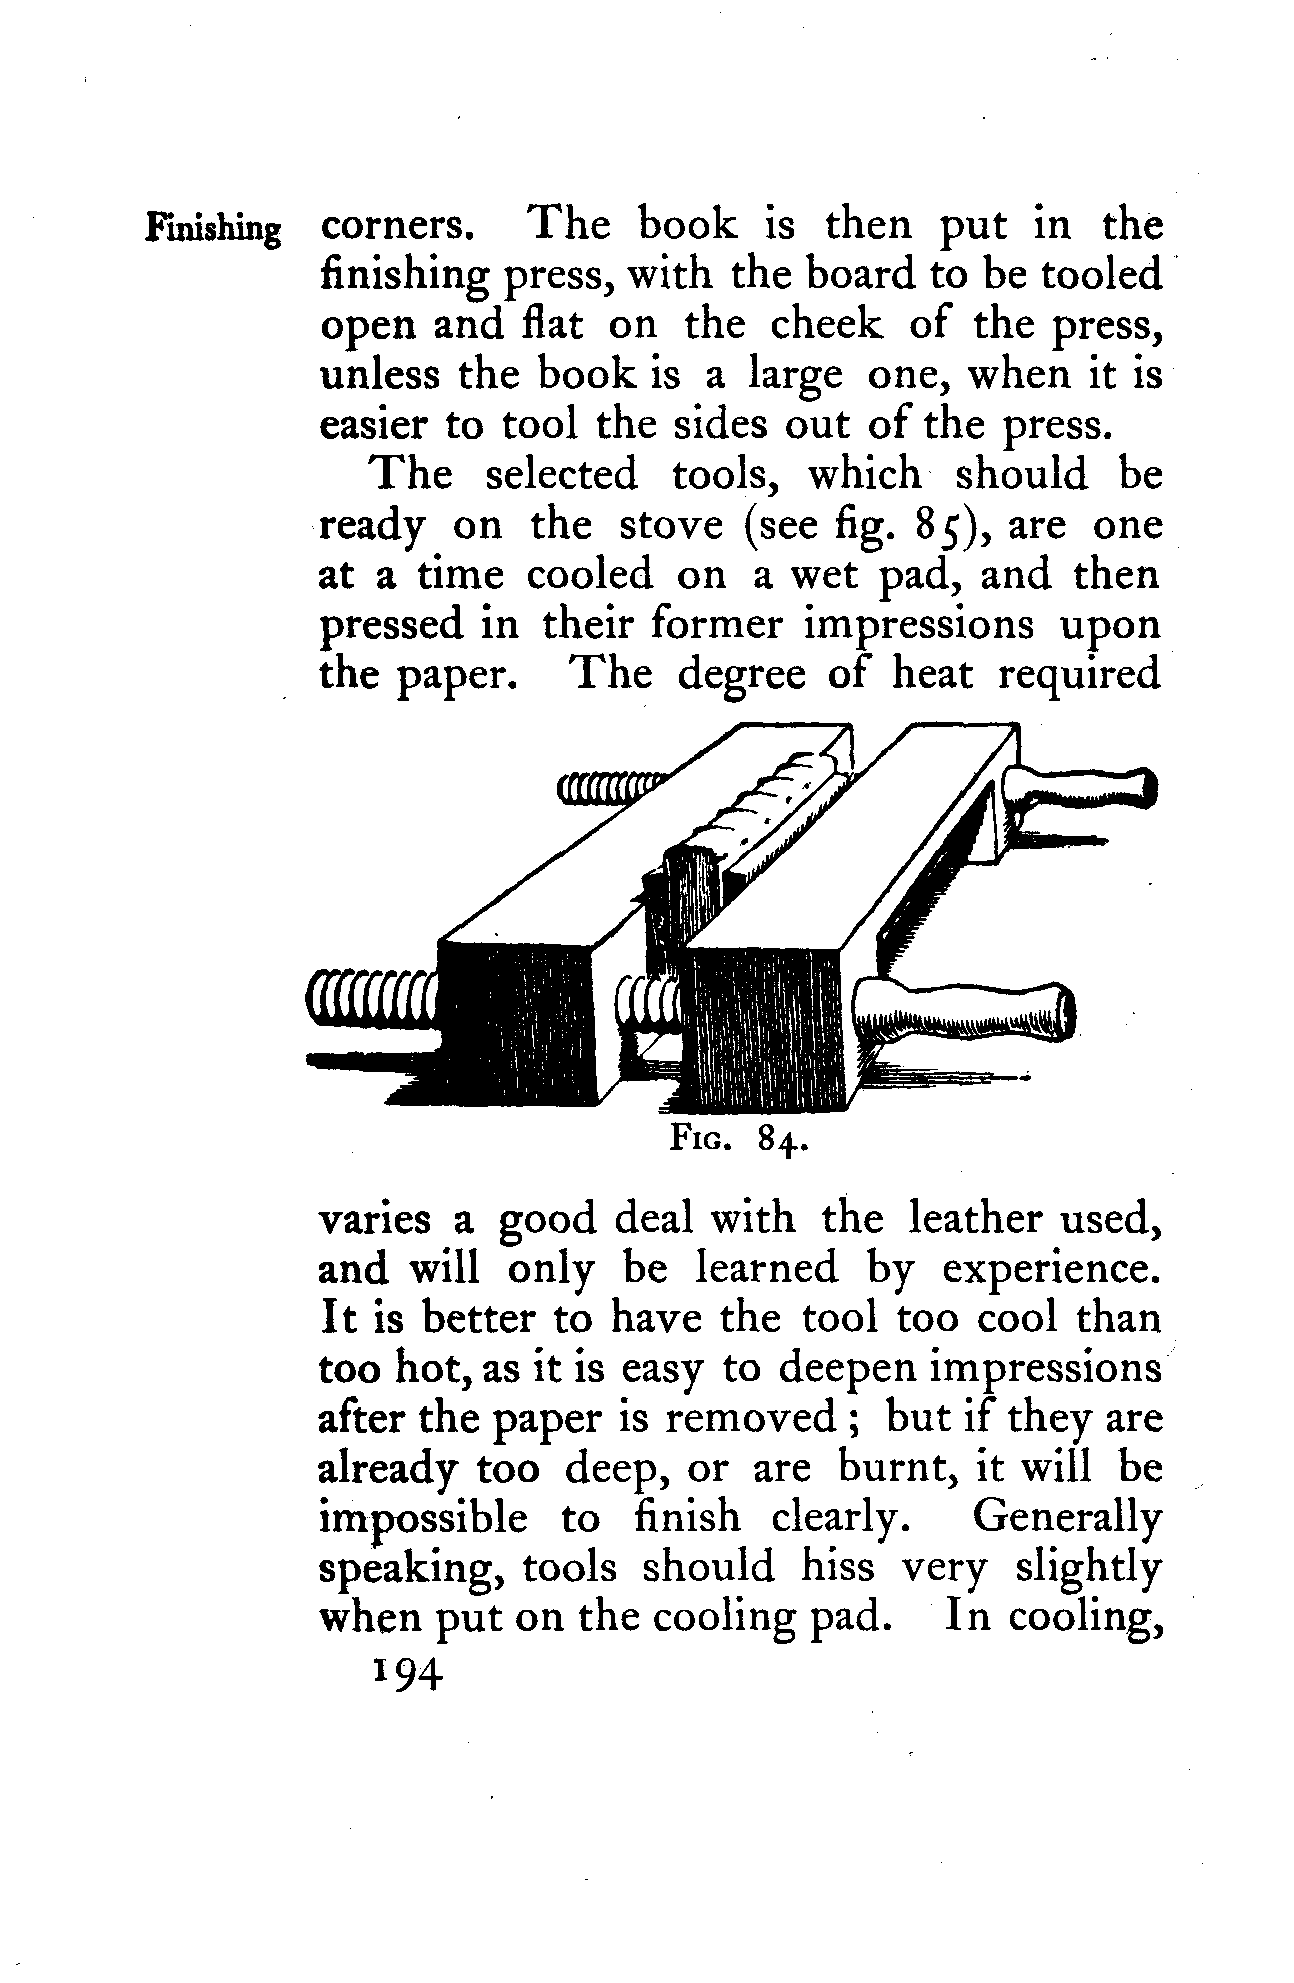 Finishing corners. The book is then put in the
finishing press, with the board to be tooled
open and flat on the cheek of the press,
unless the book is a large one, when it is
easier to tool the sides out of the press.
The selected tools, which should be
ready on the stove (see fig. 85), are one
at a time cooled on a wet pad, and then
pressed in their former impressions upon
the paper. The degree of heat required
Fig. 84.
varies a good deal with the leather used,
and will only be learned by experience.
It is better to have the tool too cool than
too hot, as it is easy to deepen impressions
after the paper is removed ; but if they are
already too deep, or are burnt, it will be
impossible to finish clearly. Generally
speaking, tools should hiss very slightly
when put on the cooling pad. In cooling,
194